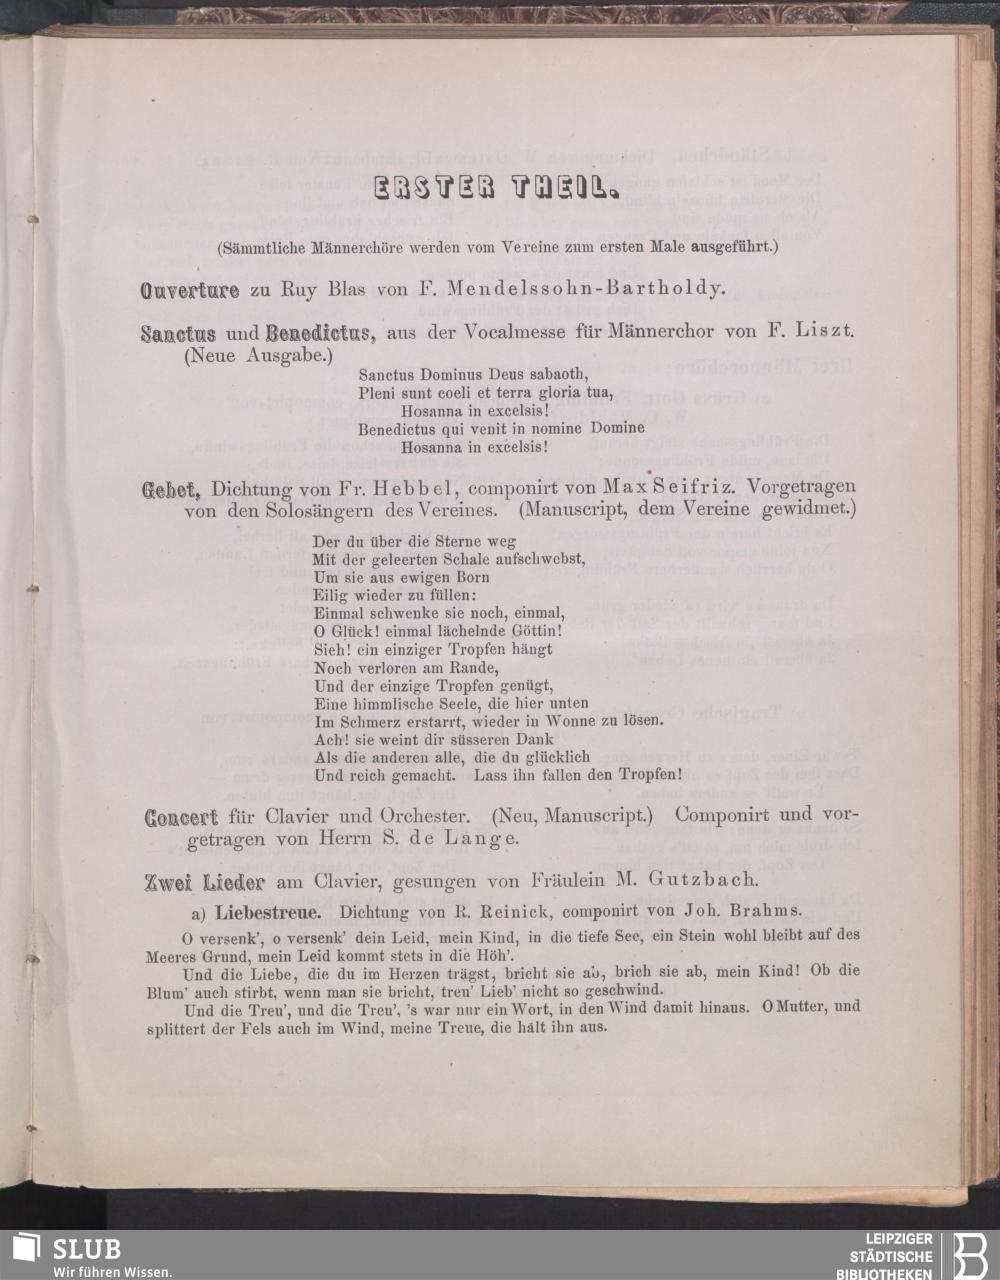 ERSTER THEIL.
(Sämmtliche Männerchöre werden vom Vereine zum ersten Male ausgeführt.)
Ouverture zu Ruy Blas von F. Mendelssohn-Bartholdy.
Sanctus und Benedictus, aus der Vocalmesse für Männerchor von F. Liszt.
(Neue Ausgabe.)
Sanctus Dominus Deus sabaoth,
Pleni sunt coeli et terra gloria tua,
Hosanna in excelsis!
Benedictus qui venit in nomine Domine
Hosanna in excelsis!
Gebet, Dichtung von Fr. Hebbel, componirt von Max Seifriz. Vorgetragen
von den Solosängern des Vereines. (Manuscript, dem Vereine gewidmet.)
Der du über die Sterne weg
Mit der geleerten Schale aufschwebst,
Um sie aus ewigen Born
Eilig wieder zu füllen:
Einmal schwenke sie noch, einmal,
O Glück! einmal lächelnde Göttin!
Sieh! ein einziger Tropfen hängt
Noch verloren am Rande,
Und der einzige Tropfen genügt,
Eine himmlische Seele, die hier unten
Im Schmerz erstarrt, wieder in Wonne zu lösen.
Ach! sie weint dir süsseren Dank
Als die anderen alle, die du glücklich
Und reich gemacht. Lass ihn fallen den Tropfen!
Concert für Clavier und Orchester. (Neu, Manuscript.) Componirt und vor-
getragen von Herrn S. de Lange.
Zwei Lieder am Clavier, gesungen von Fräulein M. Gutzbach.
a) Liebestreue. Dichtung von R. Reinick, componirt von Joh. Brahms.
O versenk', o versenk' dein Leid, mein Kind, in die tiefe See, ein Stein wohl bleibt auf des
Meeres Grund, mein Leid kommt stets in die Höh'.
Und die Liebe, die du im Herzen trägst, bricht sie ab, brich sie ab, mein Kind! Ob die
Blum' auch stirbt, wenn man sie bricht, treu' Lieb' nicht so geschwind.
Und die Treu', und die Treu', 's war nur ein Wort, in den Wind damit hinaus. O Mutter, und
splittert der Fels auch im Wind, meine Treue, die hält ihn aus.
SLUB
Wir führen Wissen.
LEIPZIGER
STÄDTISCHE
BIBLIOTHEKEN